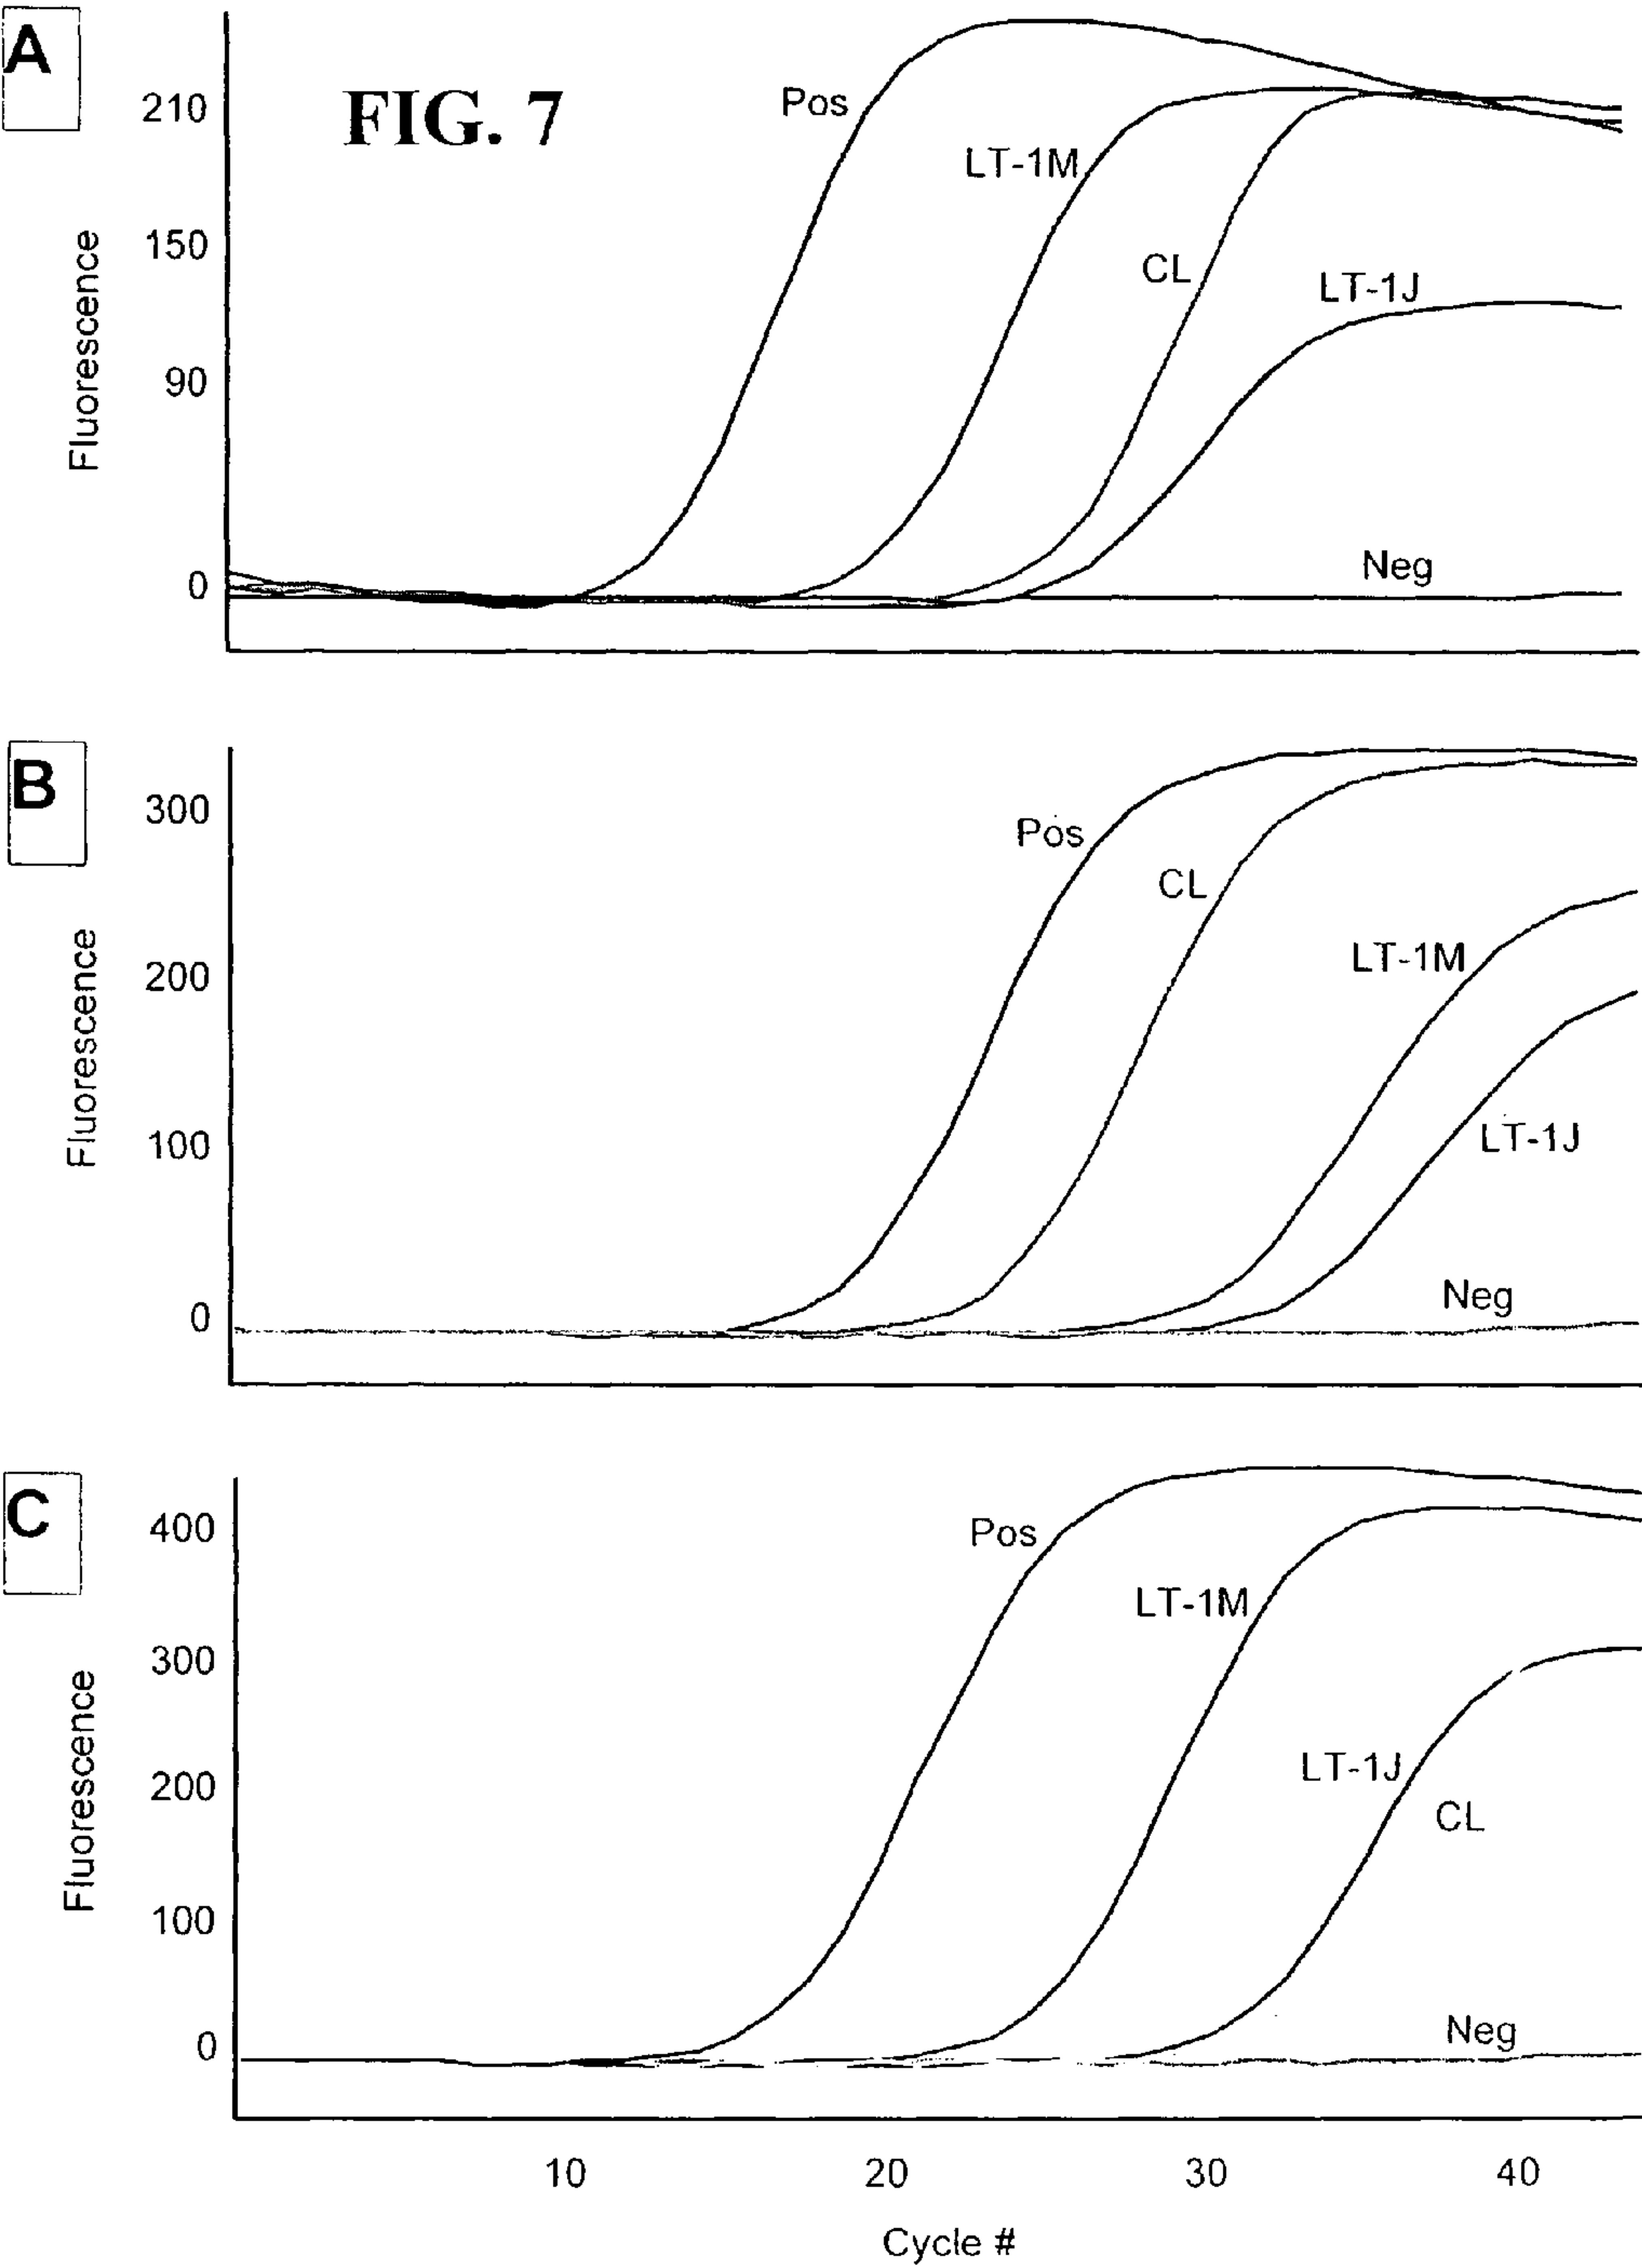 A
FIG. 7
210
150
90
0
Fluorescence
Pos
LT-1M
CL
LT-1J
Neg
B
300
200
100
0
Fluorescence
Pos
CL
LT-1M
LT-1J
Neg
C
400
300
200
100
0
Fluorescence
Pos
LT-1M
LT-1J
CL
Neg
10 20 30 40
Cycle #